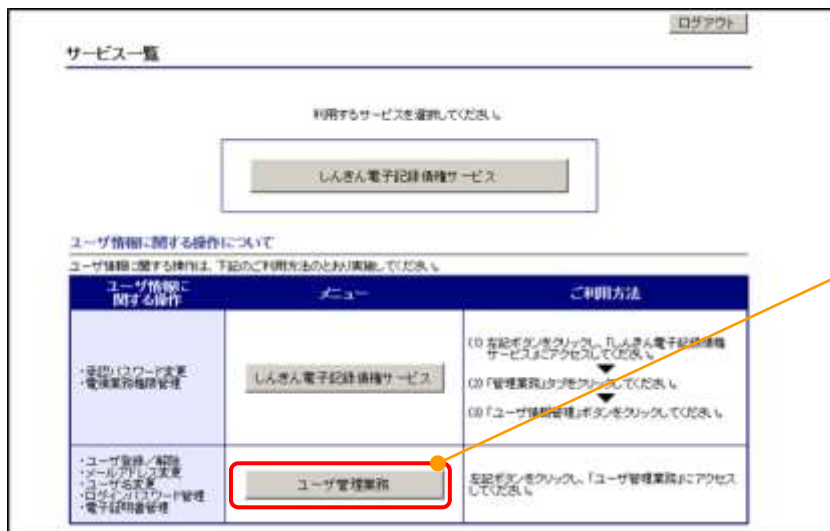 ログアウト
サービス一覧
利用するサービスを選択してください。
しんきん電子記録債権サービス
ユーザ情報に関する操作について
ユーザ情報に関する操作は、下記のご利用方法のとおり実施してください。
ユーザ情報に
関する操作
メニュー
ご利用方法
・承認パスワード変更
・電債業務権限管理
しんきん電子記録債権サービス
(1) 左記ボタンをクリックし、「しんきん電子記録債権
サービス」にアクセスしてください。
▼
(2) 「管理業務」タブをクリックしてください。
▼
(3) 「ユーザ情報管理」ボタンをクリックしてください。
・ユーザ登録/解除
・メールアドレス変更
・ユーザ名変更
・ログインパスワード管理
・電子証明書管理
ユーザ管理業務
左記ボタンをクリックし、「ユーザ管理業務」にアクセス
してください。